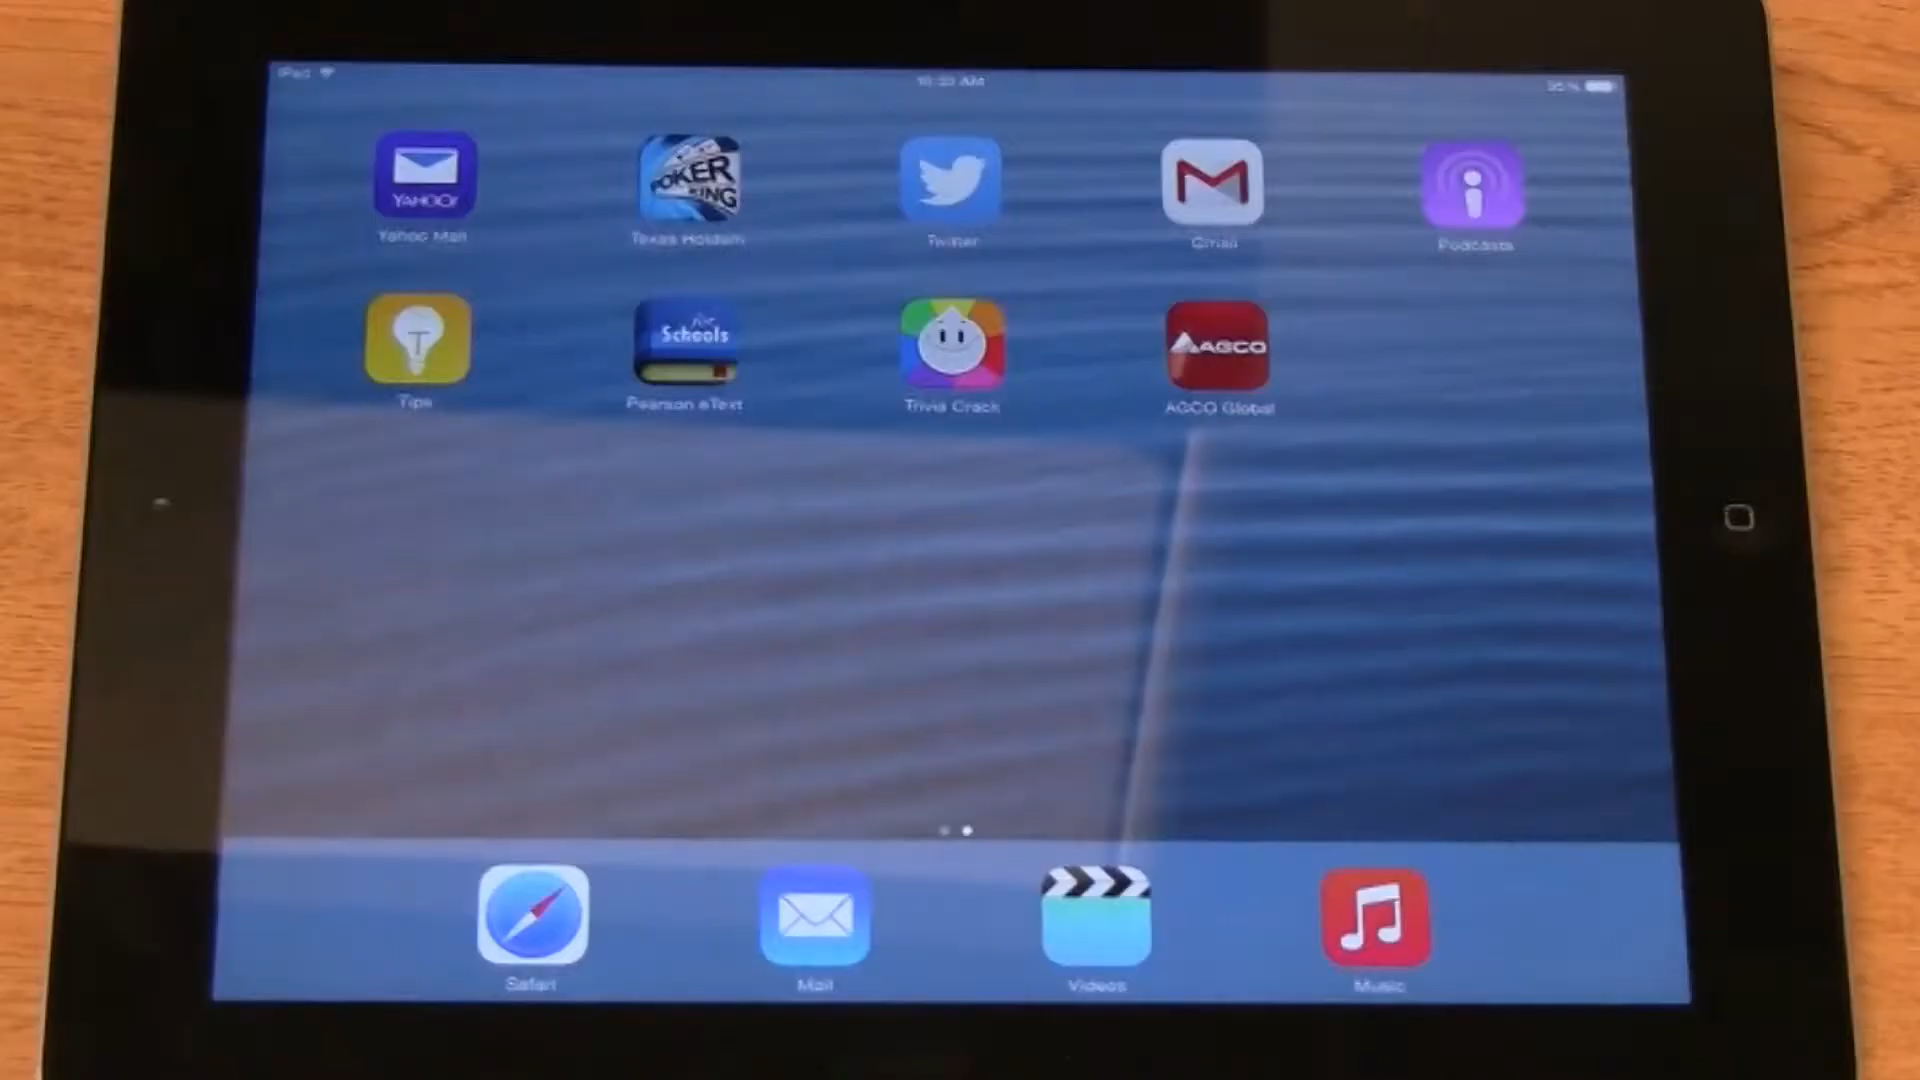 iPad
YAHOO!
POKER
KING
Yahoo Mail
Texas Holdem
Twitter
Gmail
Podcasts
T
for
Schools
AGCO
Tips
Pearson eText
Trivia Crack
AGCO Global
Safari
Mail
Videos
Music